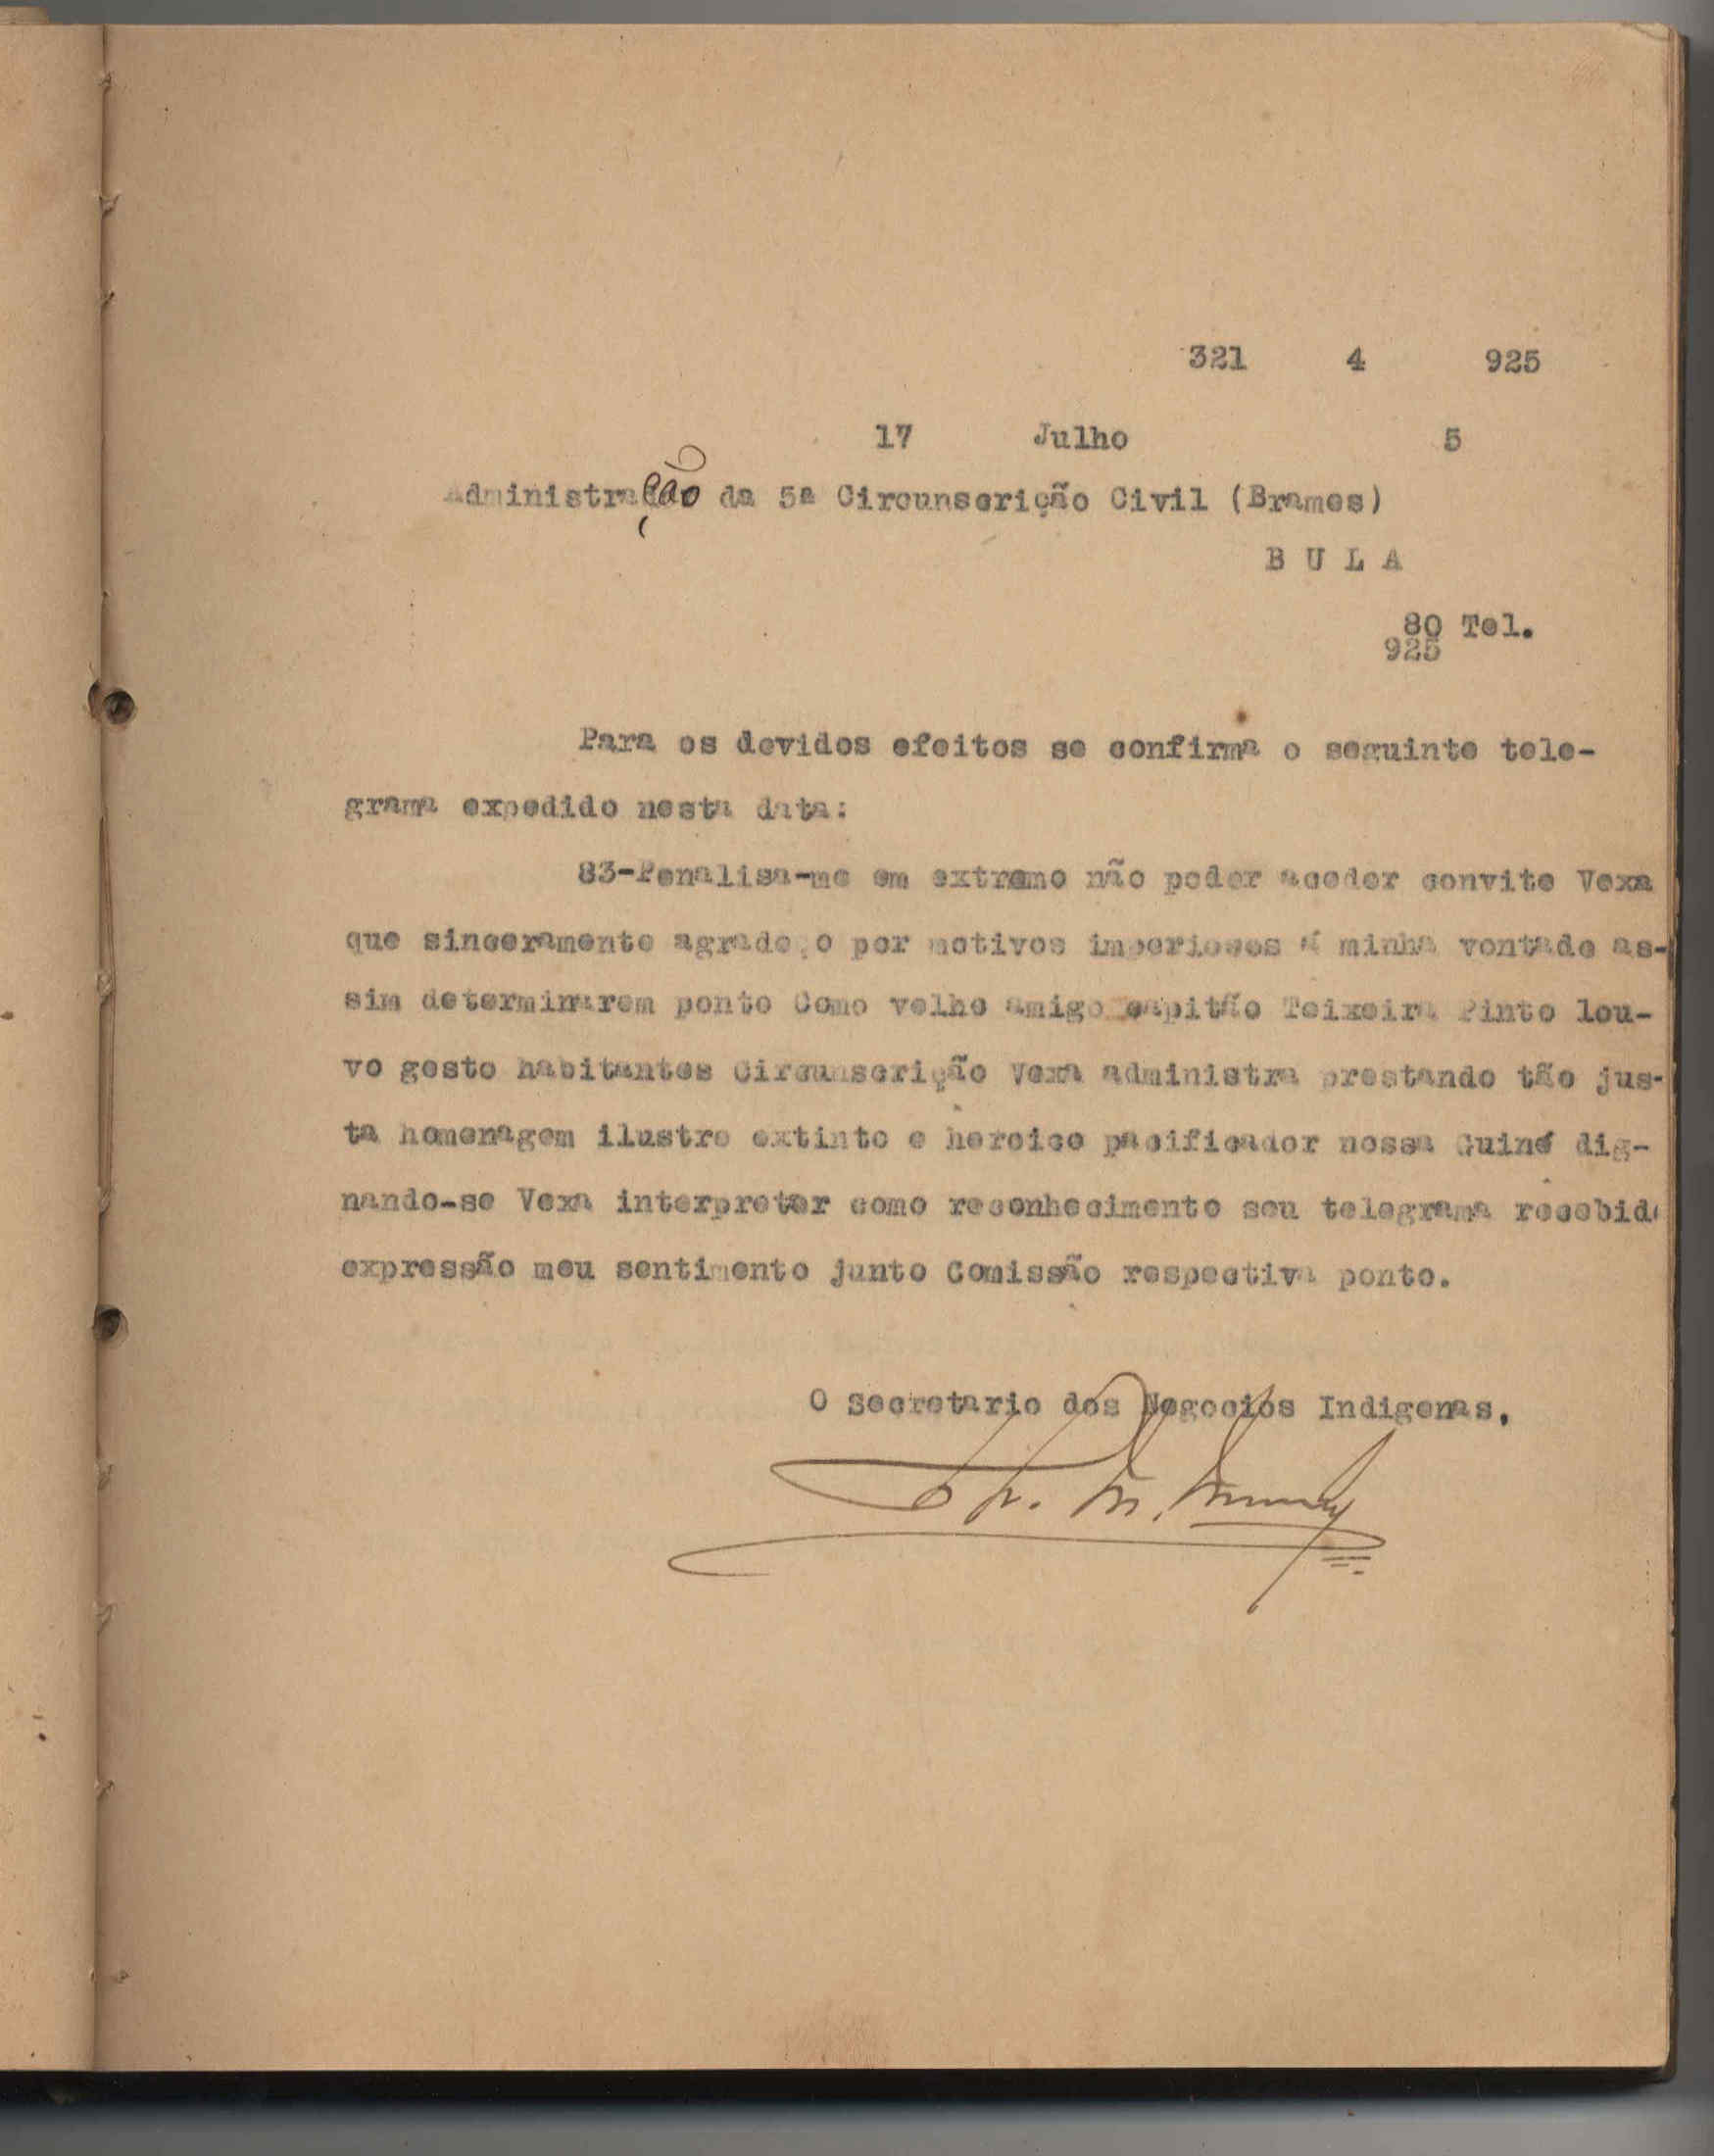 321 4 925
17 Julho 5
Administração da 5ª Circunscrição Civil (Brames)
B U L A
80 Tel.
925
Para os devidos efeitos se confirma o seguinte tele-
grama expedido nesta data:
83-Penalisa-me em extremo não poder aceder convite Vexa
que sinceramente agradeço por motivos imperiosos á minha vontade as-
sim determinarem ponto Como velho amigo capitão Teixeira Pinto lou-
vo gesto habitantes Circunscrição Vexa administra prestando tão jus-
ta homenagem ilustre extinto e heroico pacificador nossa Guiné dig-
nando-se Vexa interpretar como reconhecimento seu telegrama recebido
expressão meu sentimento junto Comissão respectiva ponto.
O Secretario dos Negocios Indigenas,